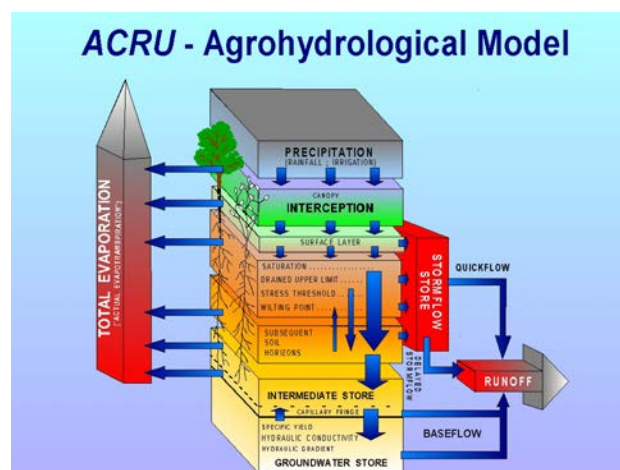 ACRU - Agrohydrological Model
TOTAL EVAPORATION
("ACTUAL EVAPOTRANSPIRATION")
PRECIPITATION
(RAINFALL ; IRRIGATION)
CANOPY
INTERCEPTION
SURFACE LAYER
SATURATION ..................
DRAINED UPPER LIMIT ......
STRESS THRESHOLD ....
WILTING POINT ....
SUBSEQUENT
SOIL
HORIZONS
INTERMEDIATE STORE
CAPILLARY FRINGE
SPECIFIC YIELD
HYDRAULIC CONDUCTIVITY
HYDRAULIC GRADIENT
GROUNDWATER STORE
STORMFLOW
STORE
QUICKFLOW
DELAYED
STORMFLOW
RUNOFF
BASEFLOW